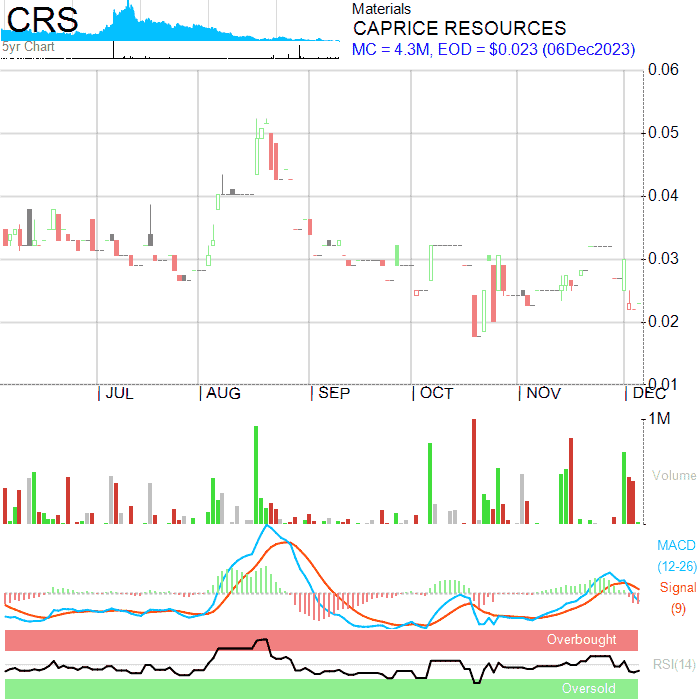 CRS
5yr Chart
Materials
CAPRICE RESOURCES
MC = 4.3M, EOD = $0.023 (06Dec2023)
0.06
0.05
0.04
0.03
0.02
0.01
JUL AUG SEP OCT NOV DEC
1M
Volume
MACD
(12-26)
Signal
(9)
Overbought
RSI(14)
Oversold